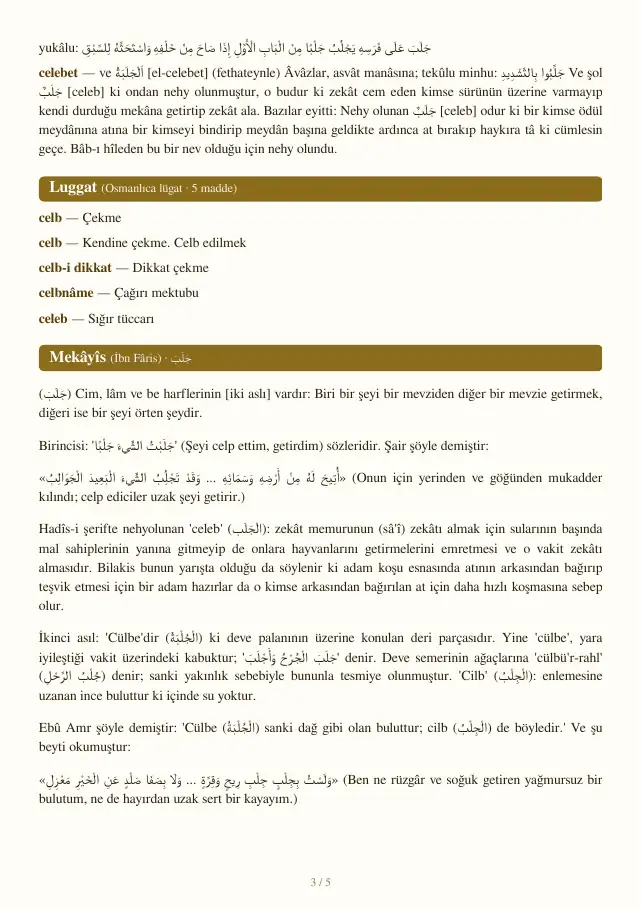 yukâlu: جَلَبَ عَلَى فَرَسِهِ يَجْلُبُ جَلْبًا مِنْ الْبَابِ الْأَوَّلِ إِذَا صَاحَ مِنْ خَلْفِهِ وَاسْتَحَثَّهُ لِلسَّبْقِ
celebet — ve اَلْجَلَبَةُ [el-celebet] (fethateynle) Âvâzlar, asvât manâsına; tekûlu minhu: جَلَّبُوا بِالتَّشْدِيدِ Ve şol
جَلَبٌ [celeb] ki ondan nehy olunmuştur, o budur ki zekât cem eden kimse sürünün üzerine varmayıp
kendi durduğu mekâna getirtip zekât ala. Bazılar eyitti: Nehy olunan جَلَبٌ [celeb] odur ki bir kimse ödül
meydânına atına bir kimseyi bindirip meydân başına geldikte ardınca at bırakıp haykıra tâ ki cümlesin
geçe. Bâb-ı hîleden bu bir nev olduğu için nehy olundu.
Luggat (Osmanlıca lügat · 5 madde)
celb — Çekme
celb — Kendine çekme. Celb edilmek
celb-i dikkat — Dikkat çekme
celbnâme — Çağırı mektubu
celeb — Sığır tüccarı
Mekâyîs (İbn Fâris) · جَلَبَ
(جَلَبَ) Cim, lâm ve be harflerinin [iki aslı] vardır: Biri bir şeyi bir mevziden diğer bir mevzie getirmek,
diğeri ise bir şeyi örten şeydir.
Birincisi: 'جَلَبْتُ الشَّيءَ جَلْبًا' (Şeyi celp ettim, getirdim) sözleridir. Şair şöyle demiştir:
«أُتِيحَ لَهُ مِنْ أَرْضِهِ وَسَمَائِهِ ... وَقَدْ تَجْلُبُ الشَّيءَ الْبَعِيدَ الْجَوَالِبُ» (Onun için yerinden ve göğünden mukadder
kılındı; celp ediciler uzak şeyi getirir.)
Hadîs-i şerifte nehyolunan 'celeb' (الْجَلَب): zekât memurunun (sâ'î) zekâtı almak için sularının başında
mal sahiplerinin yanına gitmeyip de onlara hayvanlarını getirmelerini emretmesi ve o vakit zekâtı
almasıdır. Bilakis bunun yarışta olduğu da söylenir ki adam koşu esnasında atının arkasından bağırıp
teşvik etmesi için bir adam hazırlar da o kimse arkasından bağırılan at için daha hızlı koşmasına sebep
olur.
İkinci asıl: 'Cülbe'dir (الْجُلْبَةُ) ki deve palanının üzerine konulan deri parçasıdır. Yine 'cülbe', yara
iyileştiği vakit üzerindeki kabuktur; 'جَلَبَ الْجُرْحُ وَأَجْلَبَ' denir. Deve semerinin ağaçlarına 'cülbü'r-rahl'
(جُلْبُ الرَّحْلِ) denir; sanki yakınlık sebebiyle bununla tesmiye olunmuştur. 'Cilb' (الْجِلْبُ): enlemesine
uzanan ince buluttur ki içinde su yoktur.
Ebû Amr şöyle demiştir: 'Cülbe (الْجُلْبَةُ) sanki dağ gibi olan buluttur; cilb (الْجِلْبُ) de böyledir.' Ve şu
beyti okumuştur:
«وَلَسْتُ بِجِلْبٍ جِلْبِ رِيحٍ وَقِرَّةٍ ... وَلَا بِصَفَا صَلْدٍ عَنِ الْخَيْرِ مَعْزِلِ» (Ben ne rüzgâr ve soğuk getiren yağmursuz bir
bulutum, ne de hayırdan uzak sert bir kayayım.)
3 / 5